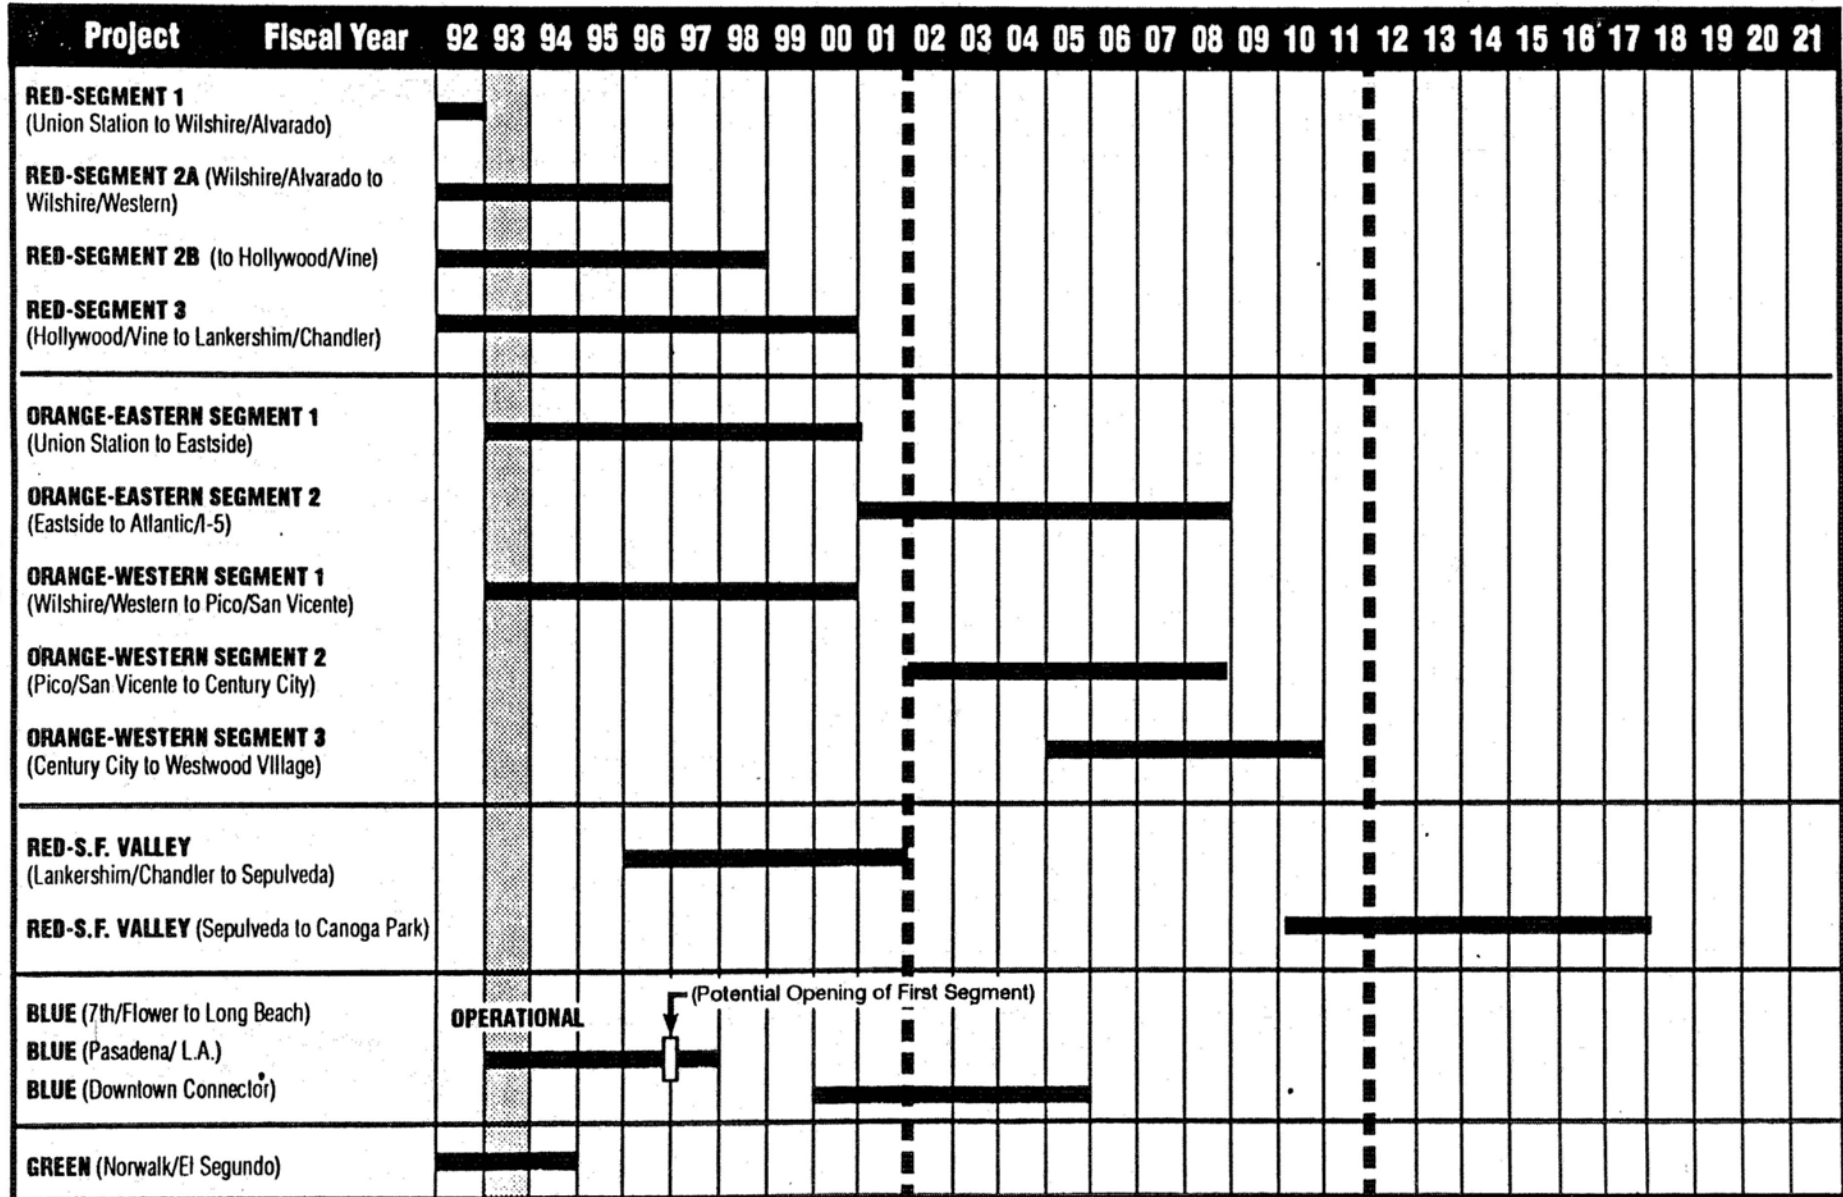 Project Fiscal Year 92 93 94 95 96 97 98 99 00 01 02 03 04 05 06 07 08 09 10 11 12 13 14 15 16 17 18 19 20 21
RED-SEGMENT 1
(Union Station to Wilshire/Alvarado)
RED-SEGMENT 2A (Wilshire/Alvarado to
Wilshire/Western)
RED-SEGMENT 2B (to Hollywood/Vine)
RED-SEGMENT 3
(Hollywood/Vine to Lankershim/Chandler)
ORANGE-EASTERN SEGMENT 1
(Union Station to Eastside)
ORANGE-EASTERN SEGMENT 2
(Eastside to Atlantic/I-5)
ORANGE-WESTERN SEGMENT 1
(Wilshire/Western to Pico/San Vicente)
ORANGE-WESTERN SEGMENT 2
(Pico/San Vicente to Century City)
ORANGE-WESTERN SEGMENT 3
(Century City to Westwood Village)
RED-S.F. VALLEY
(Lankershim/Chandler to Sepulveda)
RED-S.F. VALLEY (Sepulveda to Canoga Park)
(Potential Opening of First Segment)
BLUE (7th/Flower to Long Beach) OPERATIONAL
BLUE (Pasadena/ L.A.)
BLUE (Downtown Connector)
GREEN (Norwalk/El Segundo)